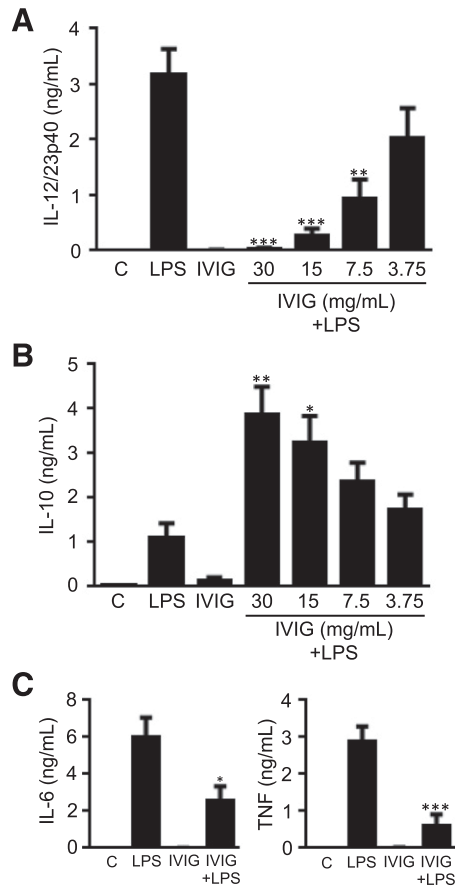 A
IL-12/23p40 (ng/mL)
4
3
2
1
0
***
***
**
C LPS IVIG 30 15 7.5 3.75
IVIG (mg/mL)
+LPS
B
IL-10 (ng/mL)
5
4
3
2
1
0
**
*
C LPS IVIG 30 15 7.5 3.75
IVIG (mg/mL)
+LPS
C
IL-6 (ng/mL)
8
6
4
2
0
*
C LPS IVIG IVIG
+LPS
TNF (ng/mL)
4
3
2
1
0
***
C LPS IVIG IVIG
+LPS